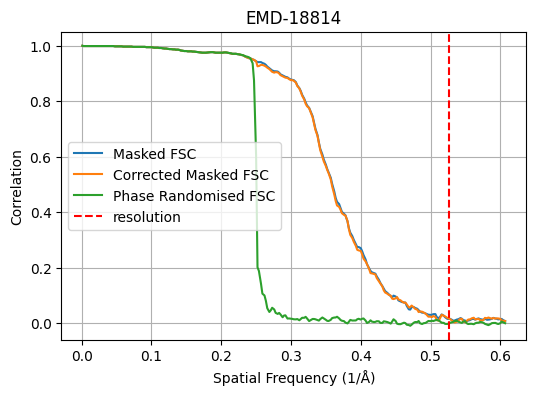 EMD-18814
1.0
0.8
0.6
0.4
0.2
0.0
Correlation
Masked FSC
Corrected Masked FSC
Phase Randomised FSC
resolution
0.0 0.1 0.2 0.3 0.4 0.5 0.6
Spatial Frequency (1/Å)